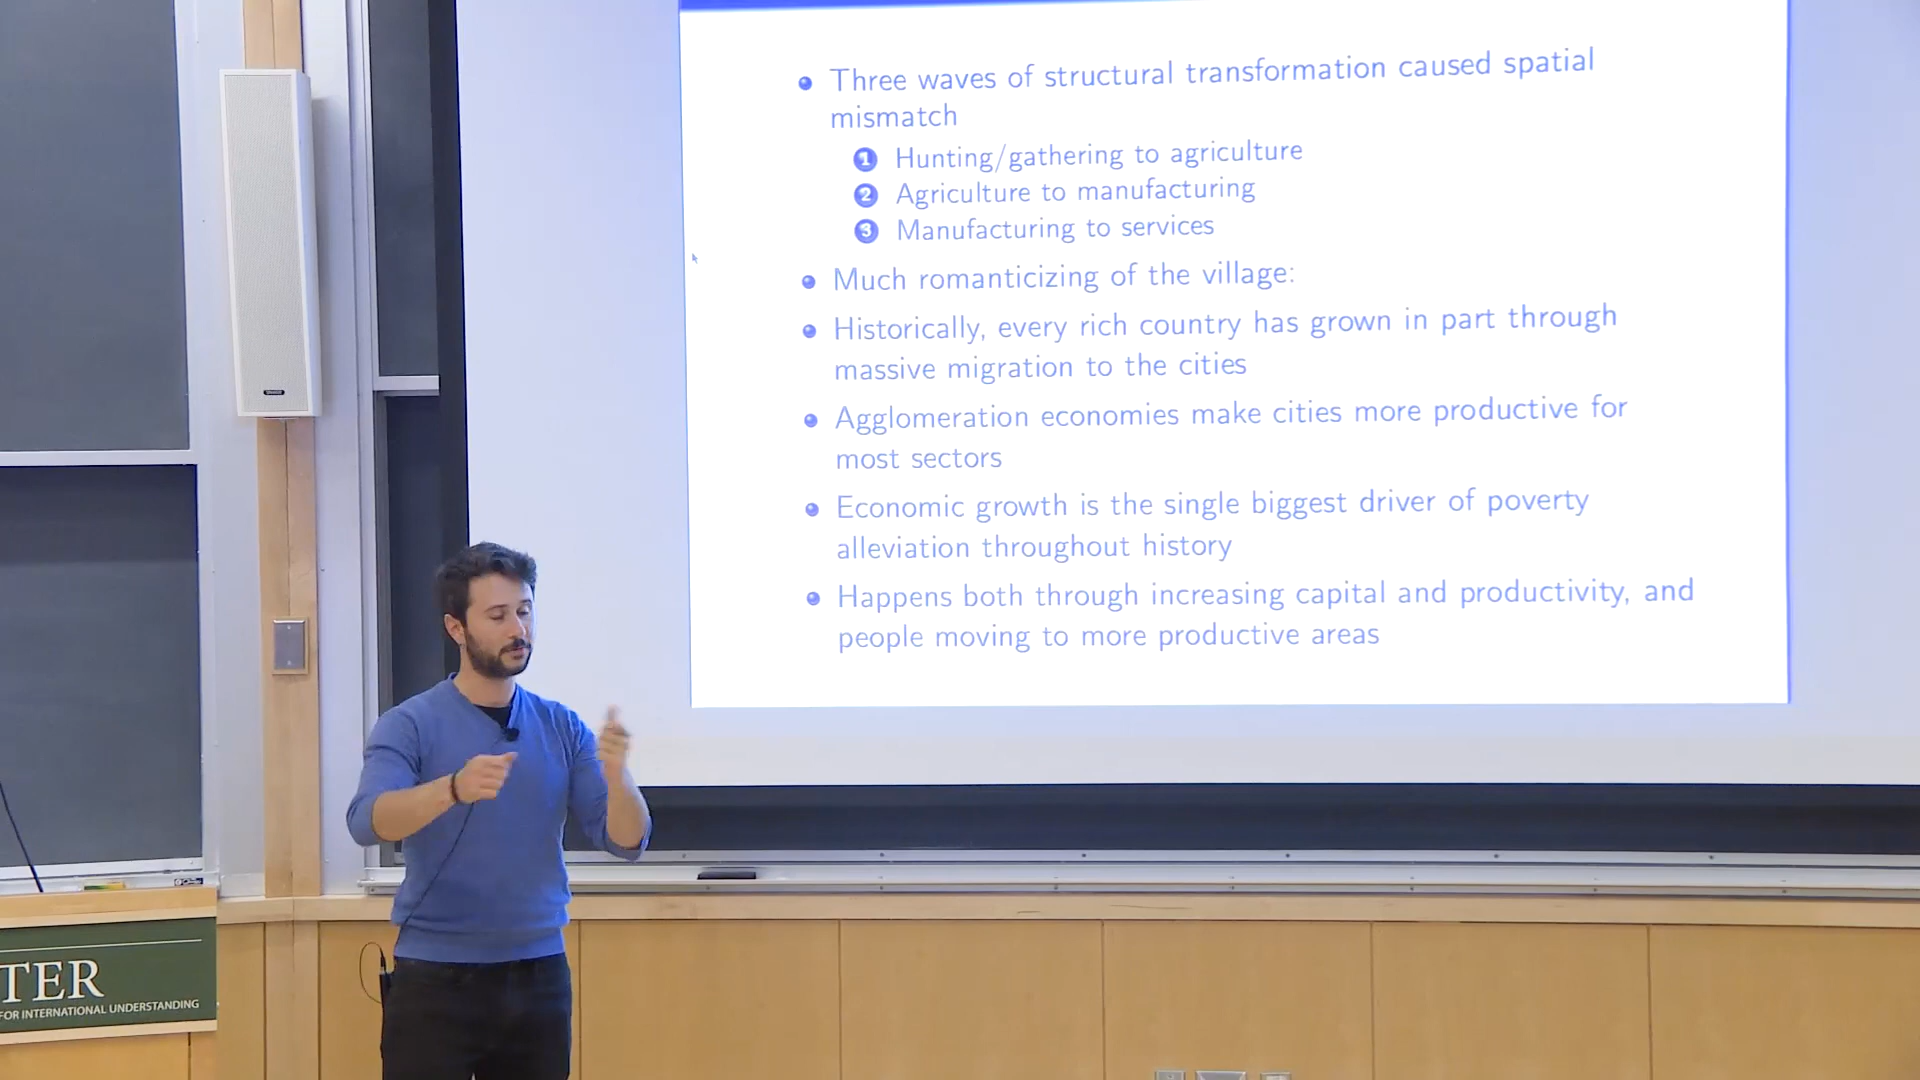 Three waves of structural transformation caused spatial
mismatch
1 Hunting/gathering to agriculture
2 Agriculture to manufacturing
3 Manufacturing to services
Much romanticizing of the village:
Historically, every rich country has grown in part through
massive migration to the cities
Agglomeration economies make cities more productive for
most sectors
Economic growth is the single biggest driver of poverty
alleviation throughout history
Happens both through increasing capital and productivity, and
people moving to more productive areas
TER
FOR INTERNATIONAL UNDERSTANDING